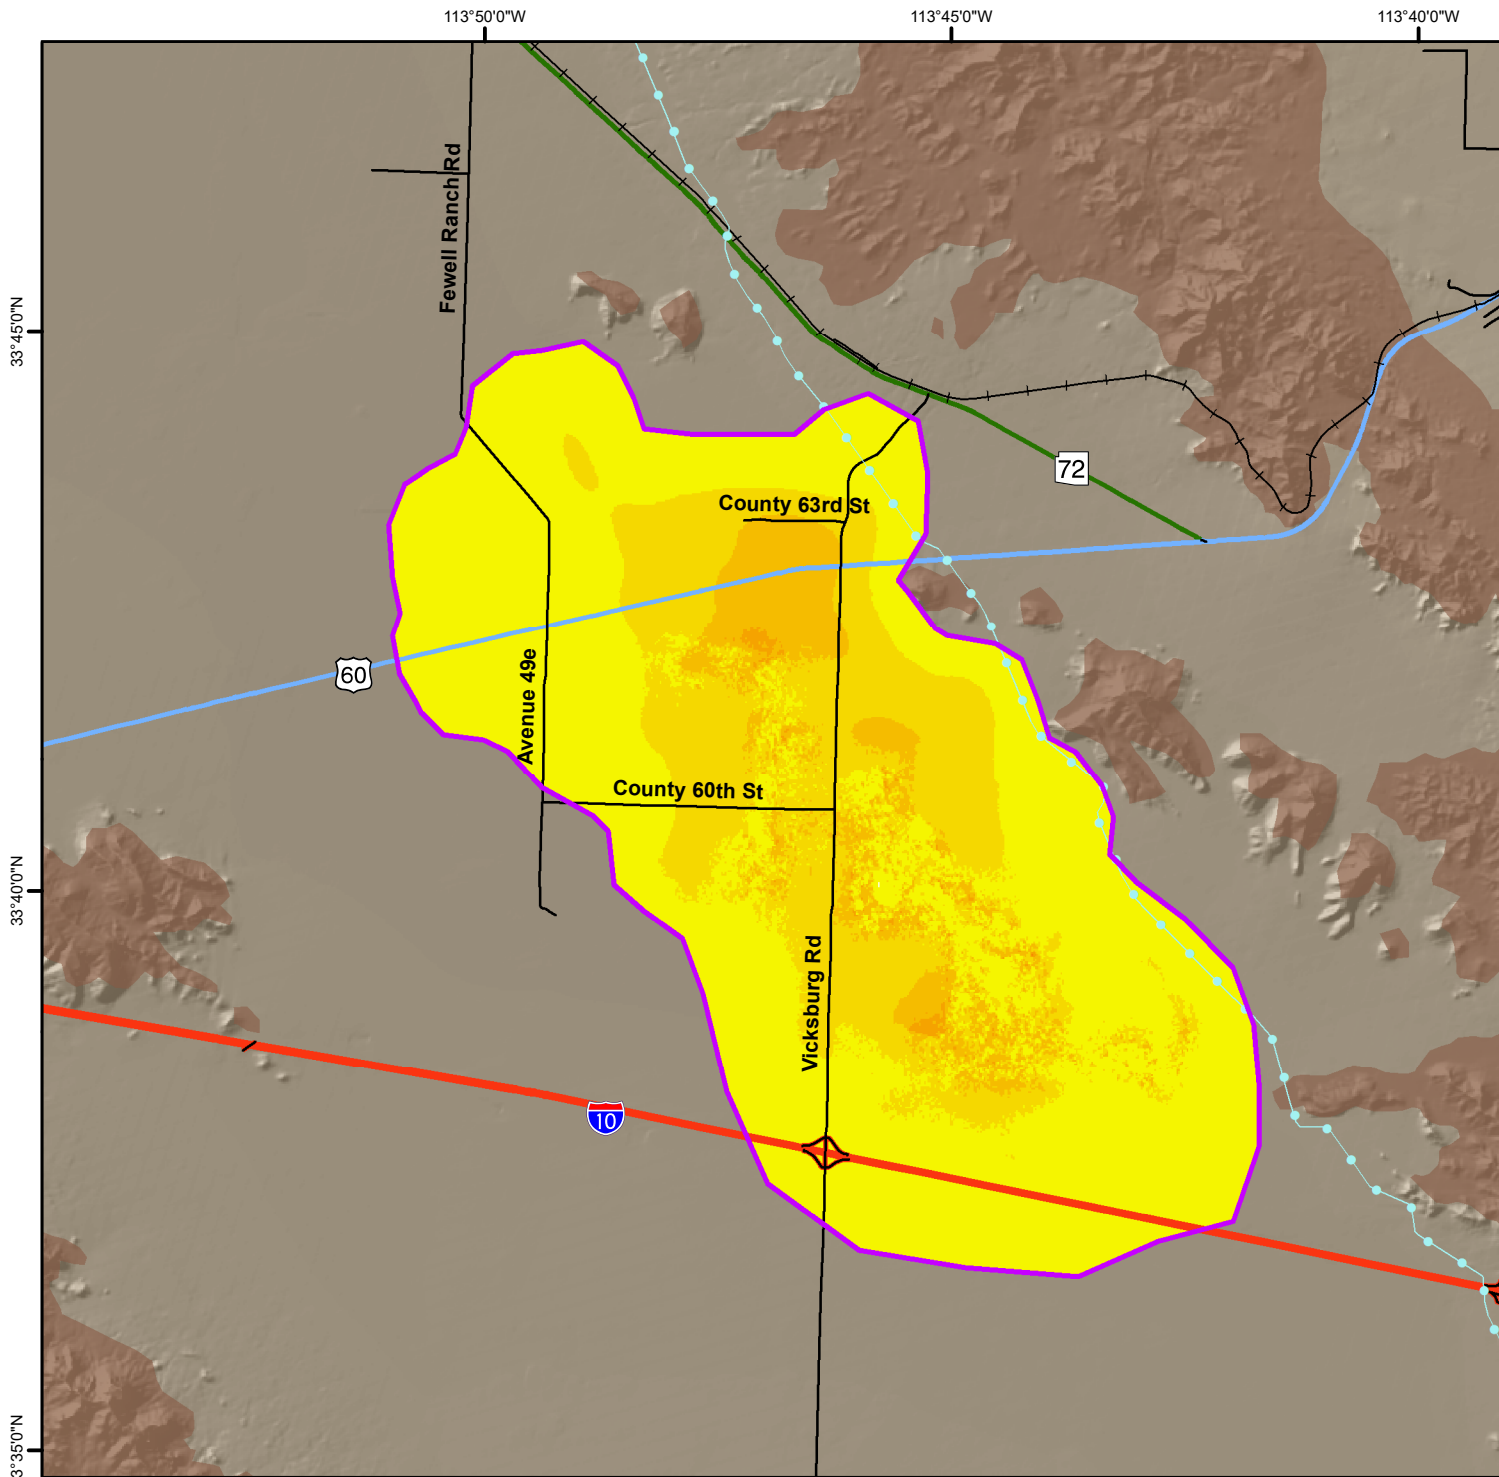 113°50'0"W
113°45'0"W
113°40'0"W
Fewell Ranch Rd
33°45'0"N
72
County 63rd St
60
Avenue 49e
County 60th St
33°40'0"N
Vicksburg Rd
10
3°35'0"N